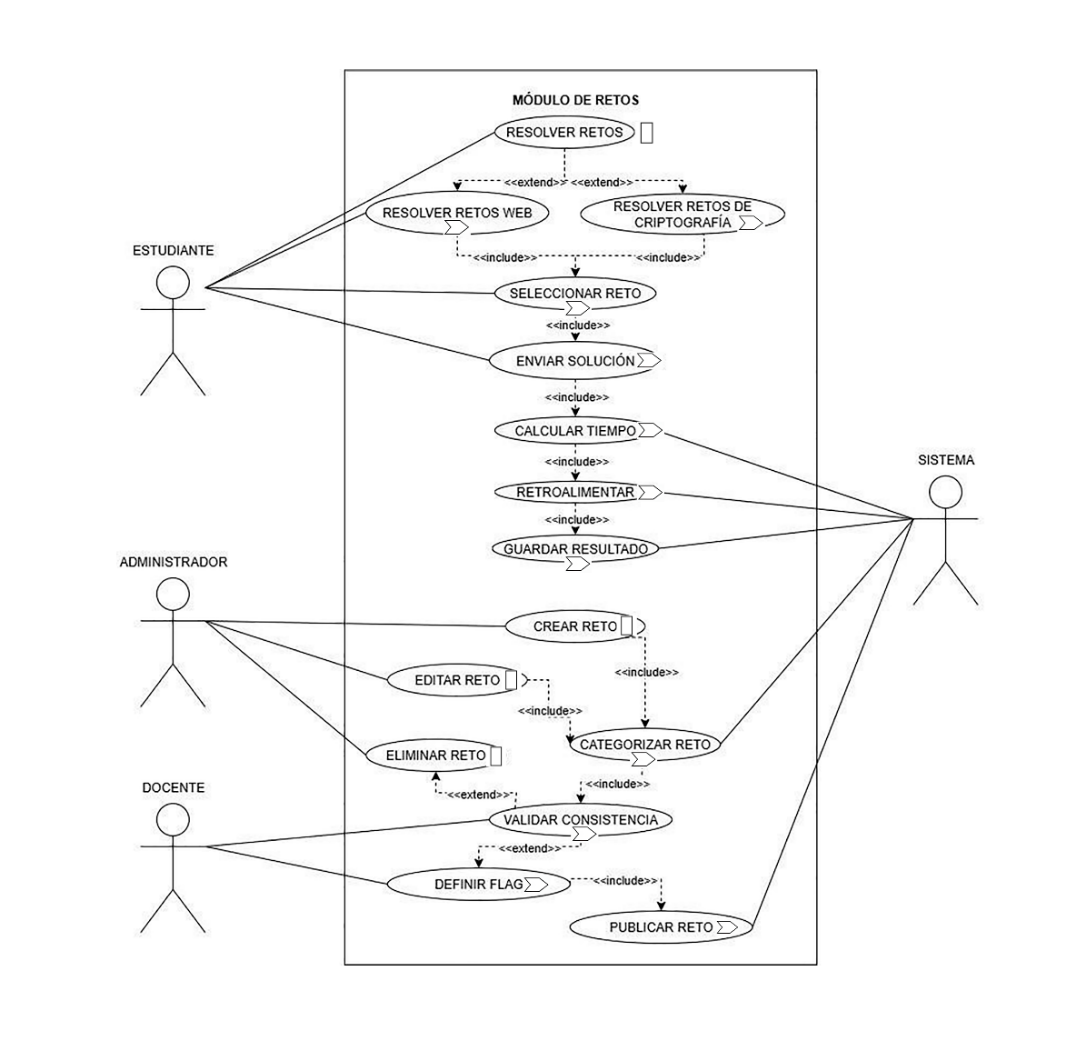 MÓDULO DE RETOS
RESOLVER RETOS
<<extend>>
<<extend>>
RESOLVER RETOS WEB
RESOLVER RETOS DE
CRIPTOGRAFÍA
ESTUDIANTE
<<include>>
<<include>>
SELECCIONAR RETO
<<include>>
ENVIAR SOLUCIÓN
<<include>>
CALCULAR TIEMPO
SISTEMA
<<include>>
RETROALIMENTAR
<<include>>
GUARDAR RESULTADO
ADMINISTRADOR
CREAR RETO
<<include>>
EDITAR RETO
<<include>>
CATEGORIZAR RETO
ELIMINAR RETO
<<include>>
DOCENTE
<<extend>>
VALIDAR CONSISTENCIA
<<extend>>
DEFINIR FLAG
<<include>>
PUBLICAR RETO